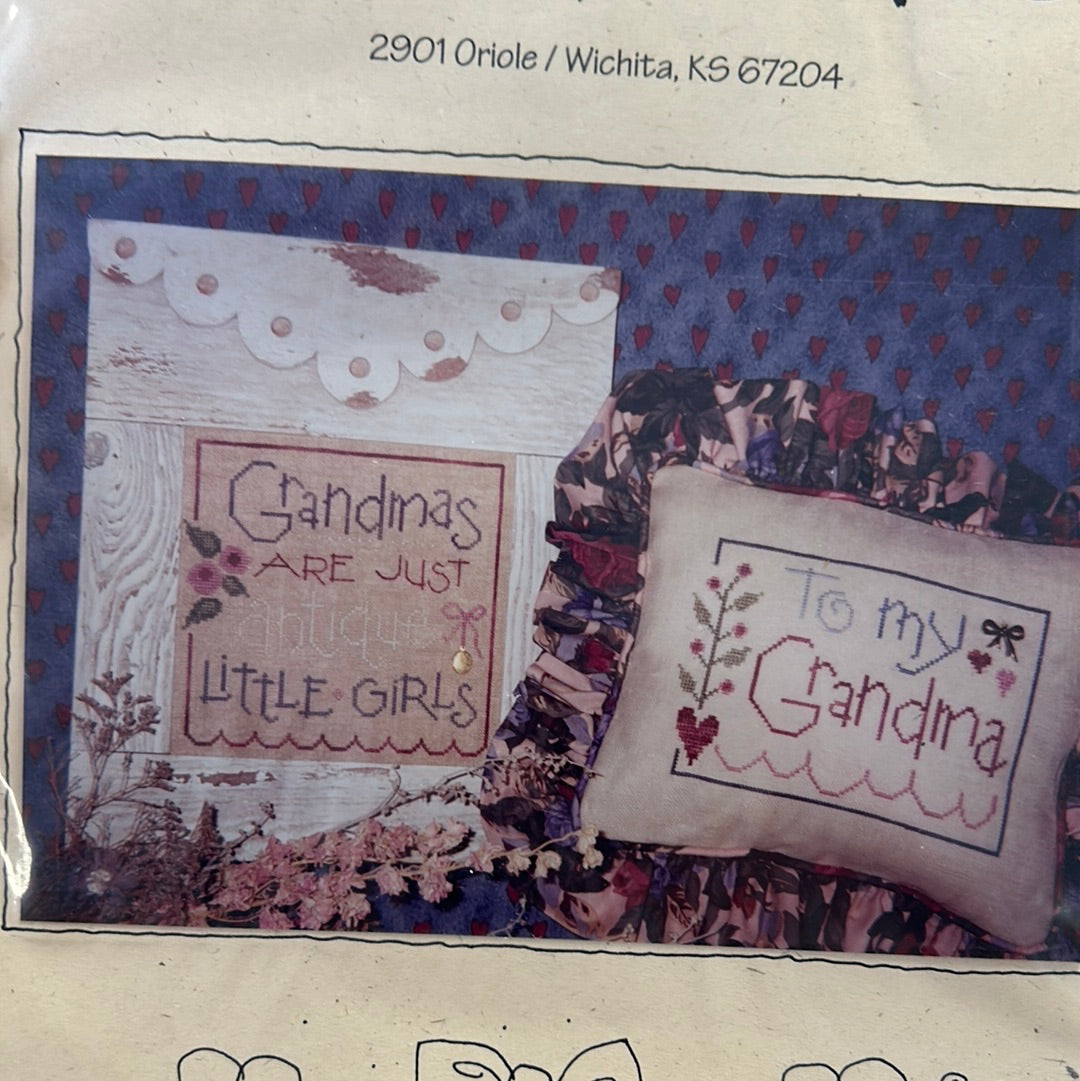 2901 Oriole / Wichita, KS 67204
Grandmas
ARE JUST
antique
LITTLE GIRLS
To my
Grandma